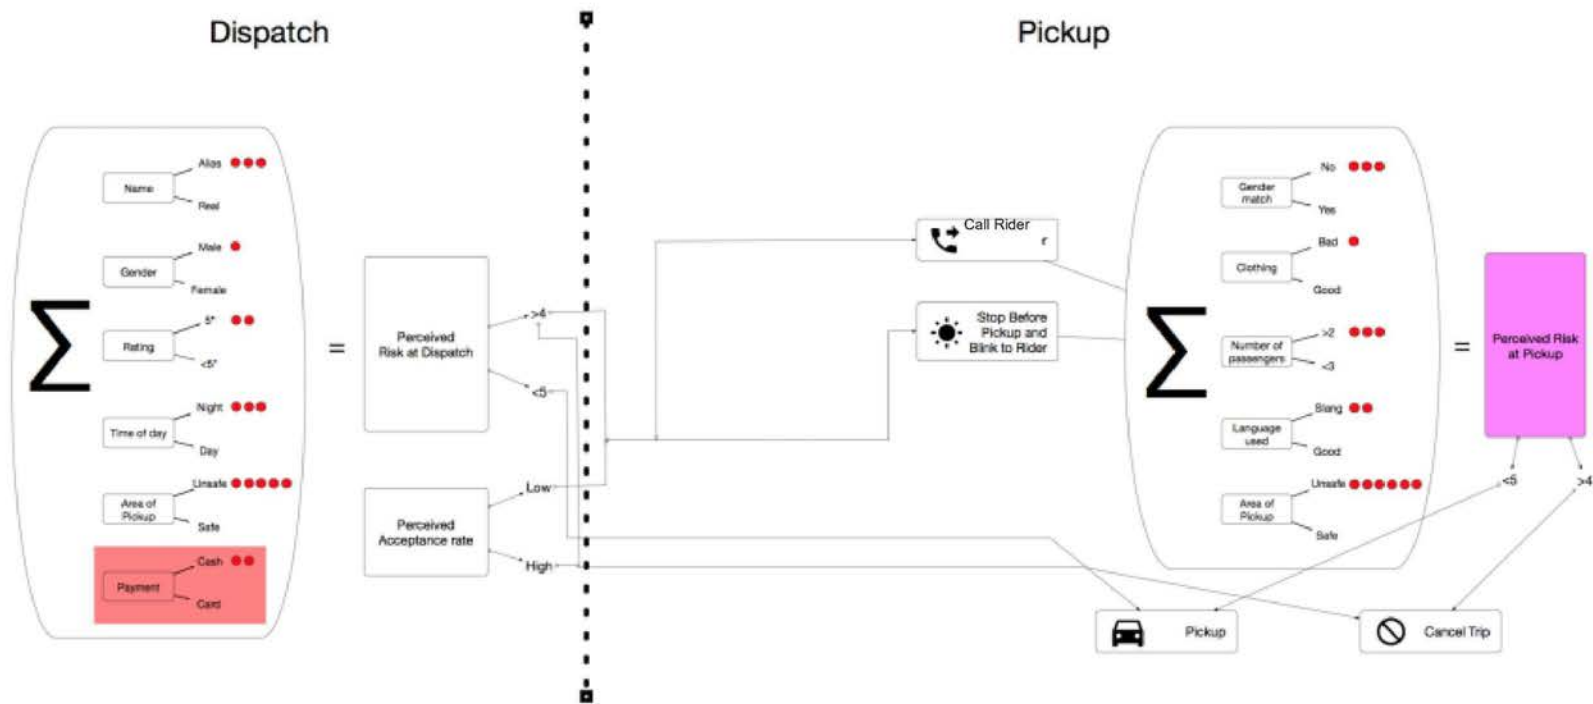 Dispatch
Pickup
Name
Alias
Real
Gender
Male
Female
Rating
5*
<5*
Time of day
Night
Day
Area of
Pickup
Unsafe
Safe
Payment
Cash
Card
Σ
=
Perceived
Risk at Dispatch
>4
<5
Perceived
Acceptance rate
Low
High
Call Rider
r
Stop Before
Pickup and
Blink to Rider
Σ
Gender
match
No
Yes
Clothing
Bad
Good
Number of
passengers
>2
<3
Language
used
Slang
Good
Area of
Pickup
Unsafe
Safe
=
Perceived Risk
at Pickup
<5
>4
Pickup
Cancel Trip